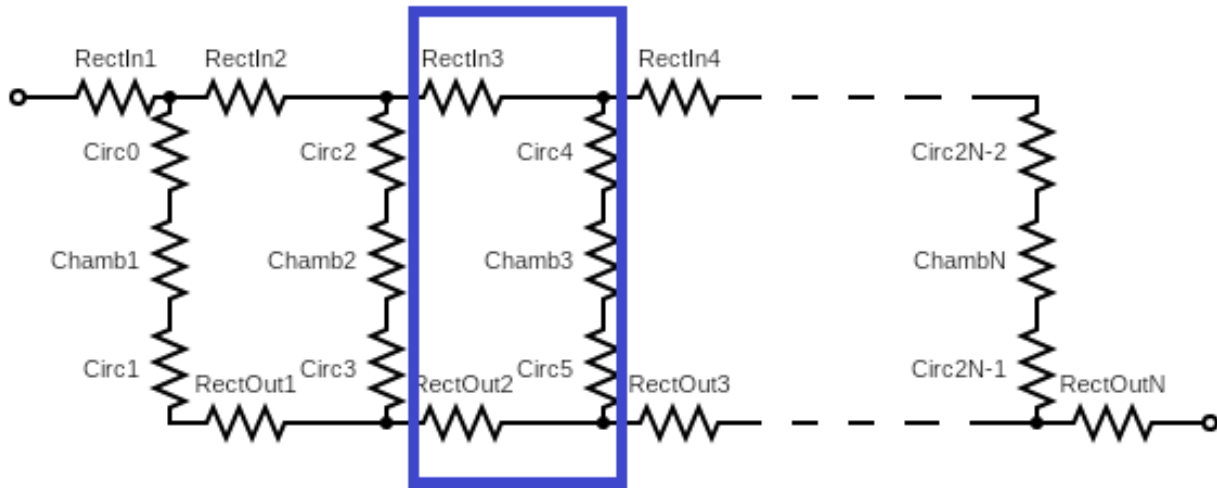 RectIn1 RectIn2 RectIn3 RectIn4
Circ0 Circ2 Circ4 Circ2N-2
Chamb1 Chamb2 Chamb3 ChambN
Circ1 Circ3 Circ5 Circ2N-1
RectOut1 RectOut2 RectOut3 RectOutN